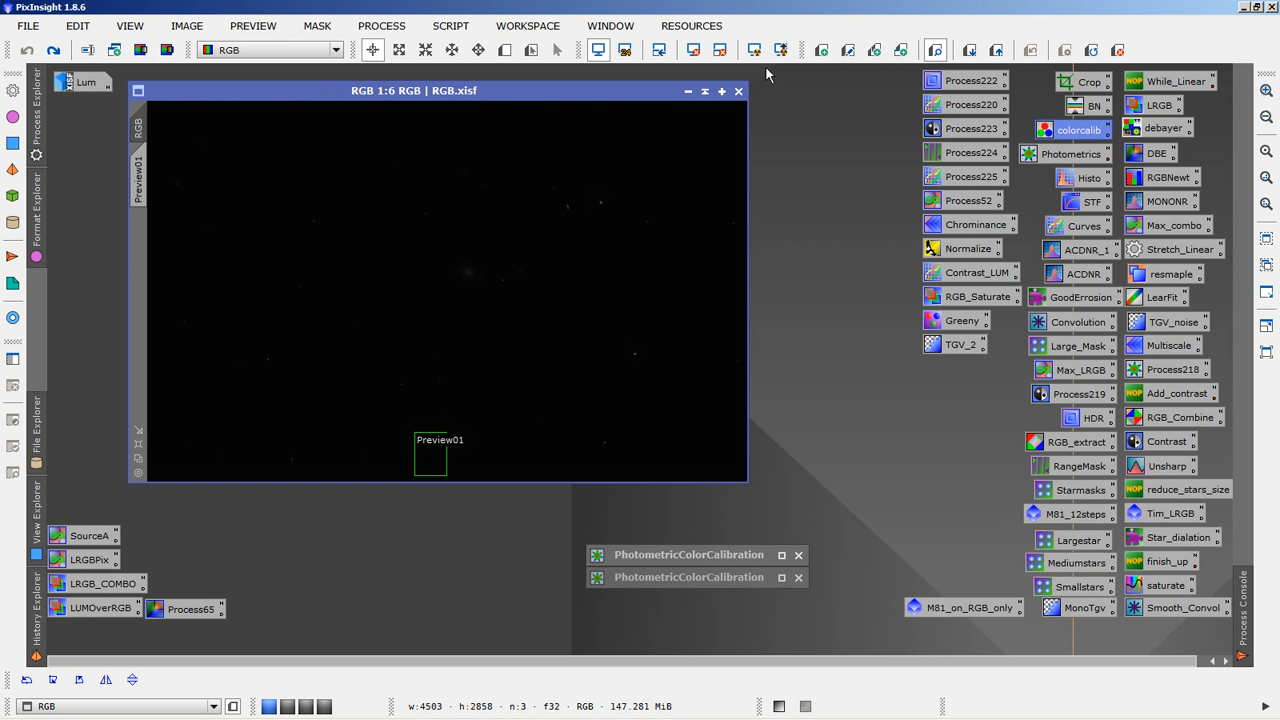 PixInsight 1.8.6
FILE EDIT VIEW IMAGE PREVIEW MASK PROCESS SCRIPT WORKSPACE WINDOW RESOURCES
RGB
Process Explorer
Format Explorer
File Explorer
View Explorer
History Explorer
Lum
RGB 1:6 RGB | RGB.xisf
RGB
Preview01
Preview01
SourceA
LRGBPix
LRGB_COMBO
LUMOverRGB
Process65
PhotometricColorCalibration
PhotometricColorCalibration
Process222
Process220
Process223
Process224
Process225
Process52
Chrominance
Normalize
Contrast_LUM
RGB_Saturate
Greeny
TGV_2
Crop
BN
colorcalib
Photometrics
Histo
STF
Curves
ACDNR_1
ACDNR
GoodErrosion
Convolution
Large_Mask
Max_LRGB
Process219
HDR
RGB_extract
RangeMask
Starmasks
M81_12steps
Largestar
Mediumstars
Smallstars
M81_on_RGB_only
MonoTgv
While_Linear
LRGB
debayer
DBE
RGBNewt
MONONR
Max_combo
Stretch_Linear
resmaple
LearFit
TGV_noise
Multiscale
Process218
Add_contrast
RGB_Combine
Contrast
Unsharp
reduce_stars_size
Tim_LRGB
Star_dialation
finish_up
saturate
Smooth_Convol
Process Console
RGB
w:4503 · h:2858 · n:3 · f32 · RGB · 147.281 MiB